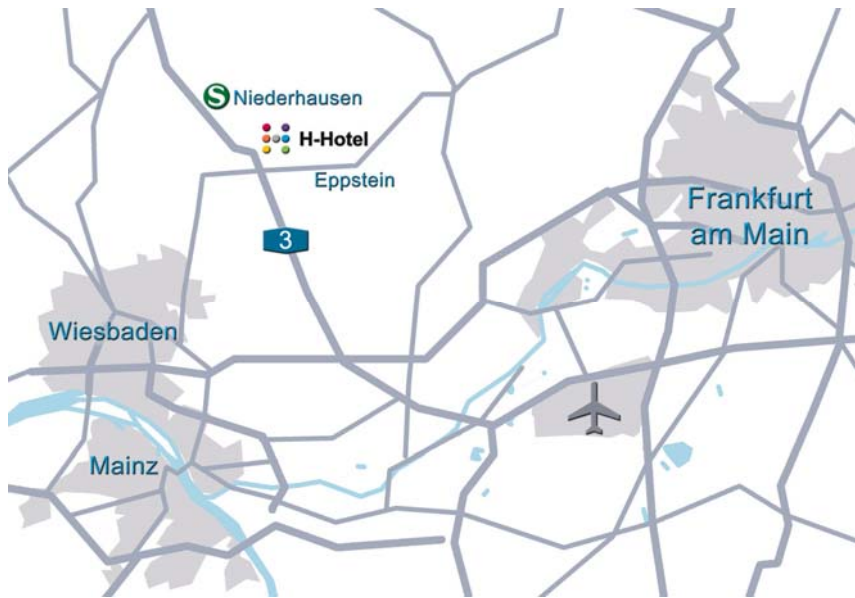 S Niederhausen
H-Hotel
Eppstein
3
Frankfurt
am Main
Wiesbaden
Mainz